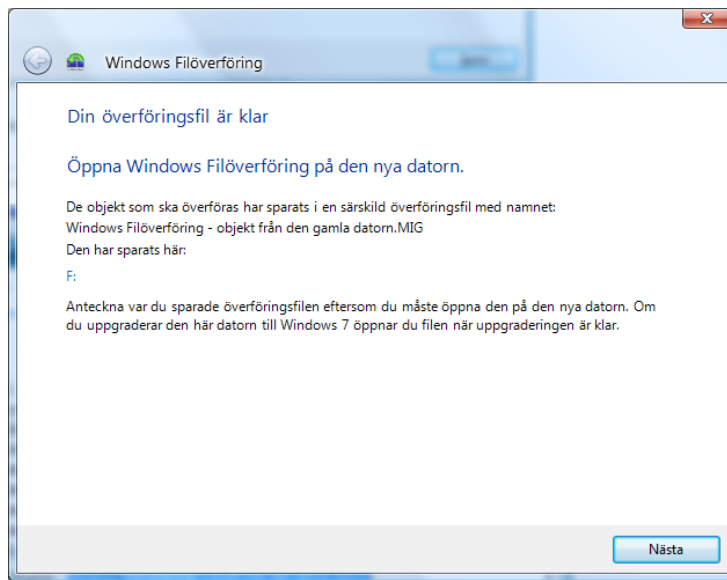 Windows Filöverföring
Din överföringsfil är klar
Öppna Windows Filöverföring på den nya datorn.
De objekt som ska överföras har sparats i en särskild överföringsfil med namnet:
Windows Filöverföring - objekt från den gamla datorn.MIG
Den har sparats här:
F:
Anteckna var du sparade överföringsfilen eftersom du måste öppna den på den nya datorn. Om
du uppgraderar den här datorn till Windows 7 öppnar du filen när uppgraderingen är klar.
Nästa